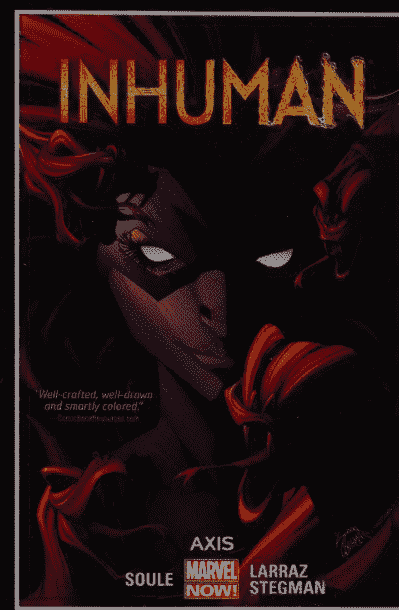 INHUMAN
"Well-crafted, well-drawn
and smartly colored."
AXIS
SOULE
MARVEL
NOW!
LARRAZ
STEGMAN